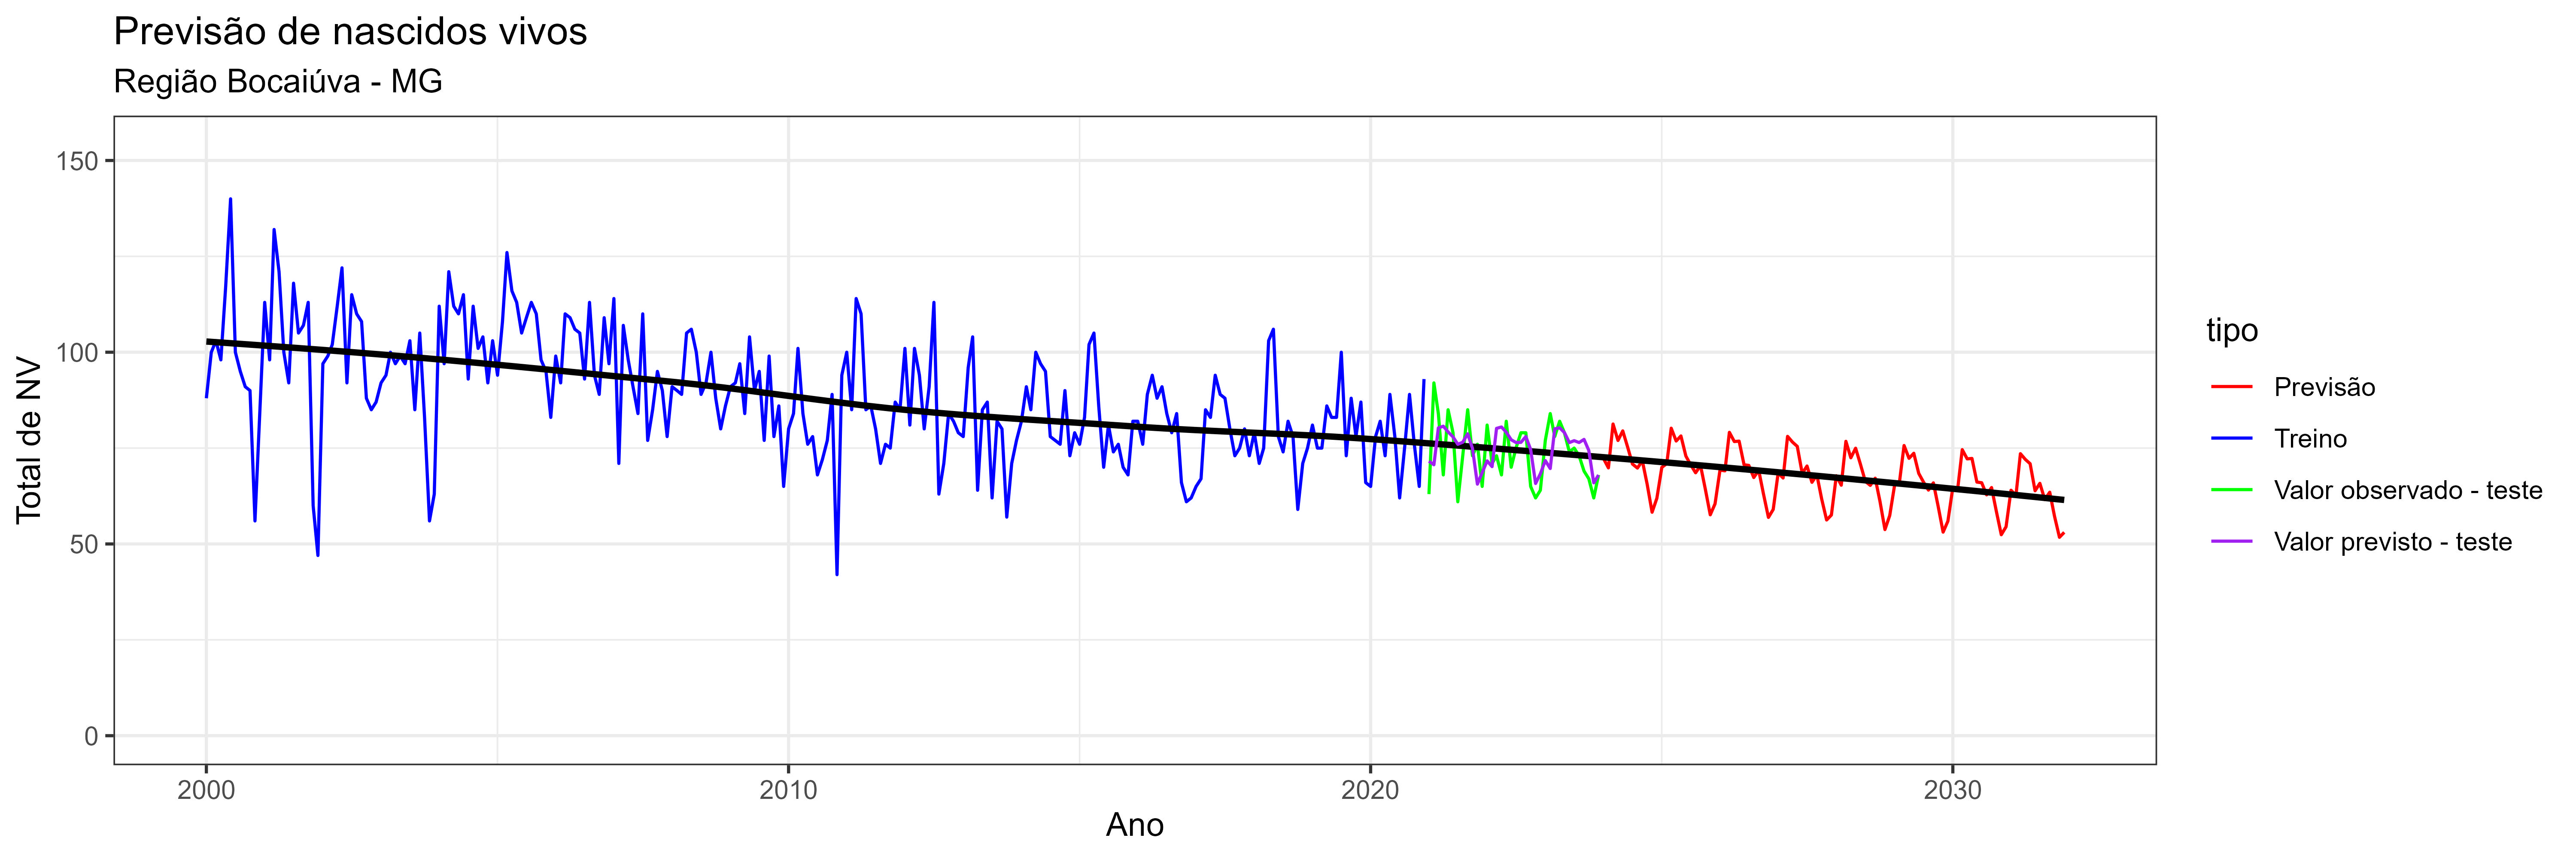 Previsão de nascidos vivos
Região Bocaiúva - MG
Total de NV
150
100
50
0
2000
2010
2020
2030
Ano
tipo
Previsão
Treino
Valor observado - teste
Valor previsto - teste